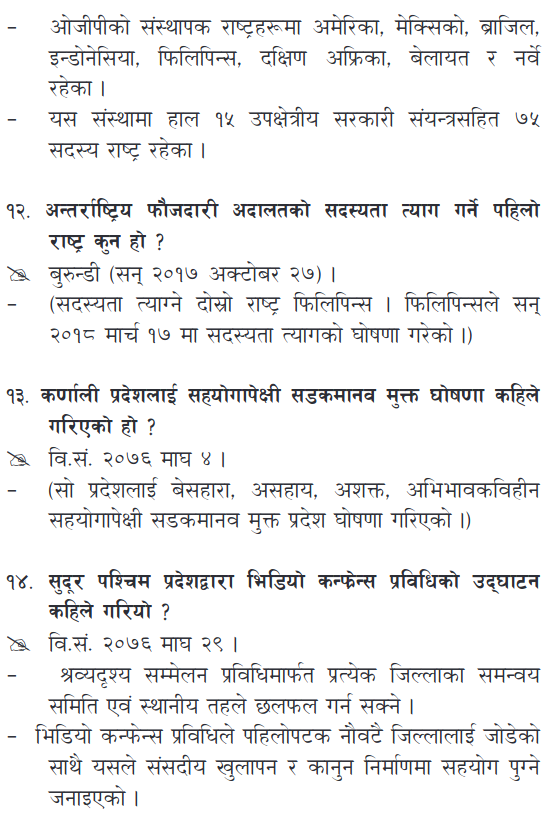 – ओजीपीको संस्थापक राष्ट्रहरूमा अमेरिका, मेक्सिको, ब्राजिल,
इन्डोनेसिया, फिलिपिन्स, दक्षिण अफ्रिका, बेलायत र नर्वे
रहेका ।
– यस संस्थामा हाल १५ उपक्षेत्रीय सरकारी संयन्त्रसहित ७५
सदस्य राष्ट्र रहेका ।
१२. अन्तर्राष्ट्रिय फौजदारी अदालतको सदस्यता त्याग गर्ने पहिलो
राष्ट्र कुन हो ?
बुरुन्डी (सन् २०१७ अक्टोबर २७) ।
– (सदस्यता त्याग्ने दोस्रो राष्ट्र फिलिपिन्स । फिलिपिन्सले सन्
२०१८ मार्च १७ मा सदस्यता त्यागको घोषणा गरेको ।)
१३. कर्णाली प्रदेशलाई सहयोगापेक्षी सडकमानव मुक्त घोषणा कहिले
गरिएको हो ?
वि.सं. २०७६ माघ ४ ।
– (सो प्रदेशलाई बेसहारा, असहाय, अशक्त, अभिभावकविहीन
सहयोगापेक्षी सडकमानव मुक्त प्रदेश घोषणा गरिएको ।)
१४. सुदूर पश्चिम प्रदेशद्वारा भिडियो कन्फ्रेन्स प्रविधिको उद्घाटन
कहिले गरियो ?
वि.सं. २०७६ माघ २९ ।
– श्रव्यदृश्य सम्मेलन प्रविधिमार्फत प्रत्येक जिल्लाका समन्वय
समिति एवं स्थानीय तहले छलफल गर्न सक्ने ।
– भिडियो कन्फेन्स प्रविधिले पहिलोपटक नौवटै जिल्लालाई जोडेको
साथै यसले संसदीय खुलापन र कानुन निर्माणमा सहयोग पुग्ने
जनाइएको ।